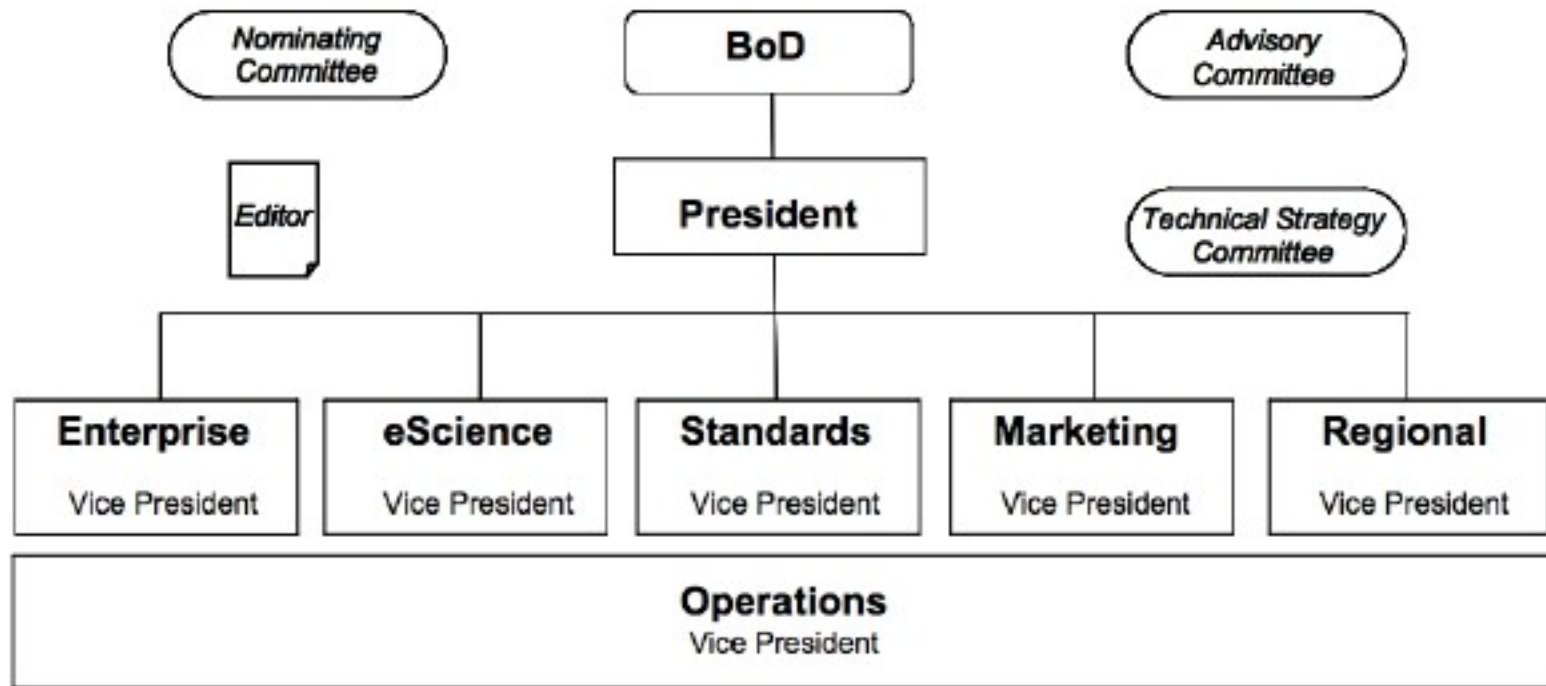 Nominating
Committee
BoD
Advisory
Committee
Editor
President
Technical Strategy
Committee
Enterprise
Vice President
eScience
Vice President
Standards
Vice President
Marketing
Vice President
Regional
Vice President
Operations
Vice President